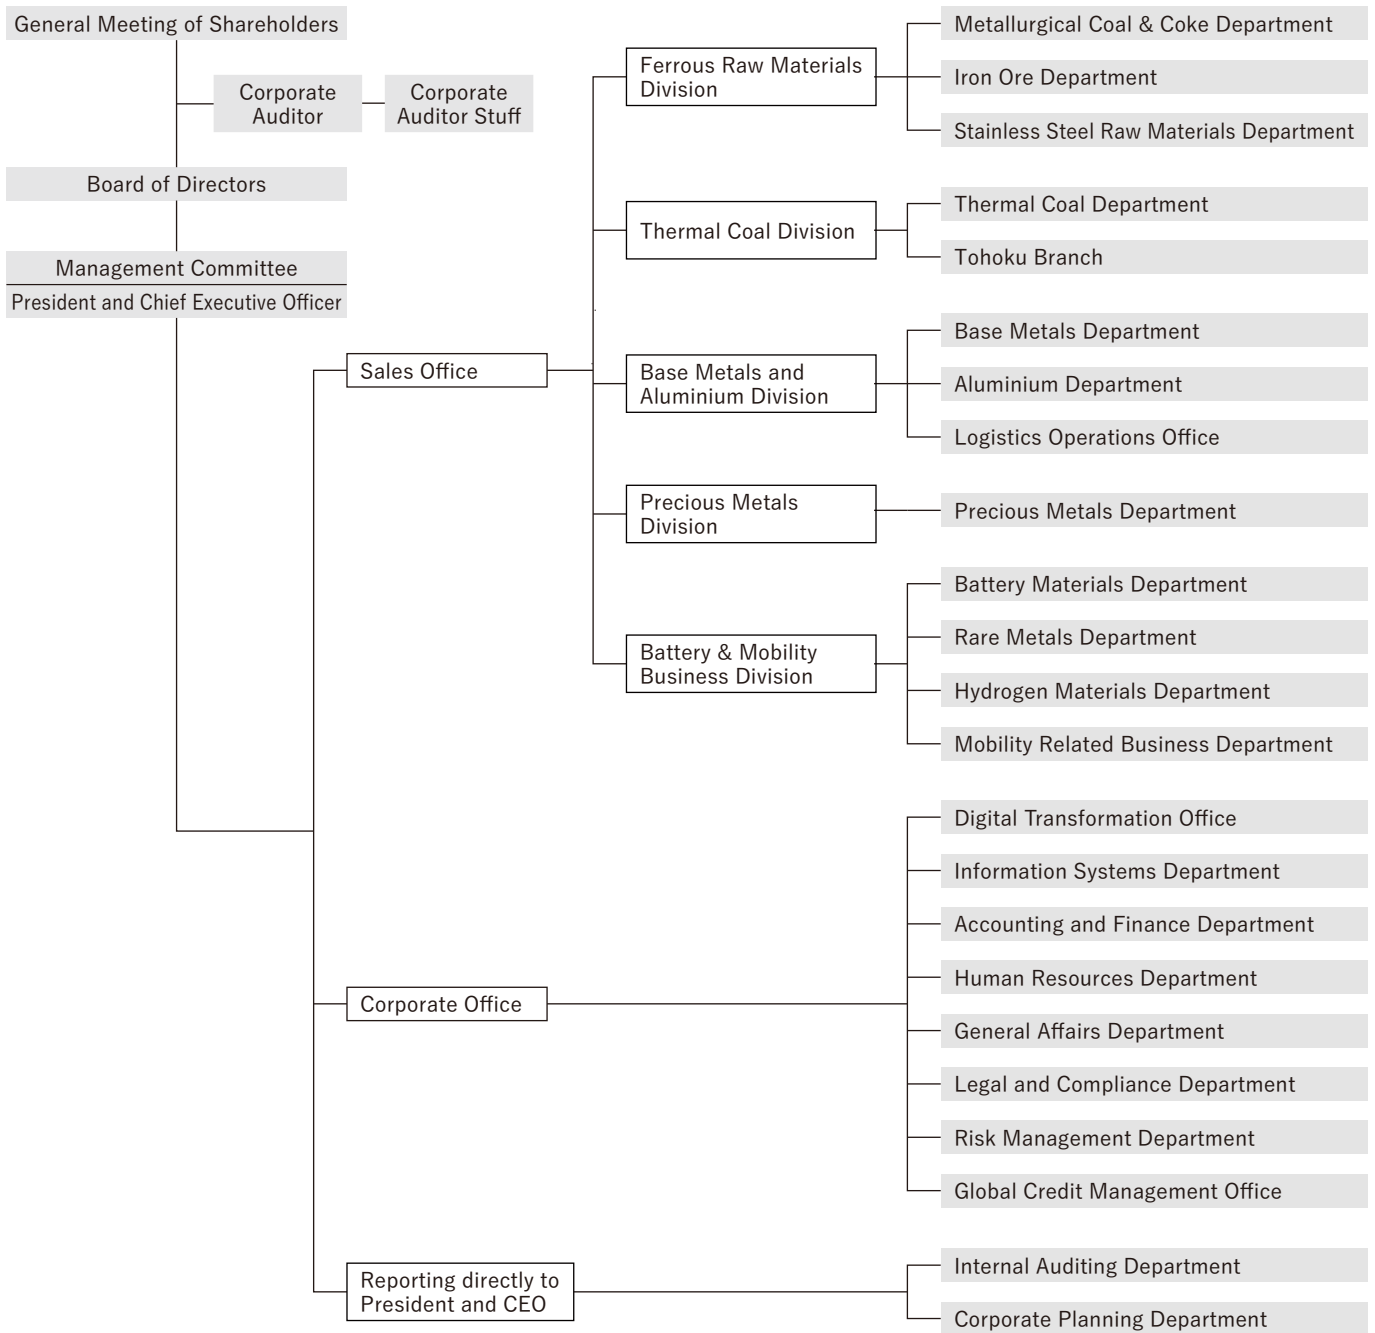 General Meeting of Shareholders
Corporate
Auditor
Corporate
Auditor Stuff
Board of Directors
Management Committee
President and Chief Executive Officer
Sales Office
Ferrous Raw Materials
Division
Metallurgical Coal & Coke Department
Iron Ore Department
Stainless Steel Raw Materials Department
Thermal Coal Division
Thermal Coal Department
Tohoku Branch
Base Metals and
Aluminium Division
Base Metals Department
Aluminium Department
Logistics Operations Office
Precious Metals
Division
Precious Metals Department
Battery & Mobility
Business Division
Battery Materials Department
Rare Metals Department
Hydrogen Materials Department
Mobility Related Business Department
Corporate Office
Digital Transformation Office
Information Systems Department
Accounting and Finance Department
Human Resources Department
General Affairs Department
Legal and Compliance Department
Risk Management Department
Global Credit Management Office
Reporting directly to
President and CEO
Internal Auditing Department
Corporate Planning Department